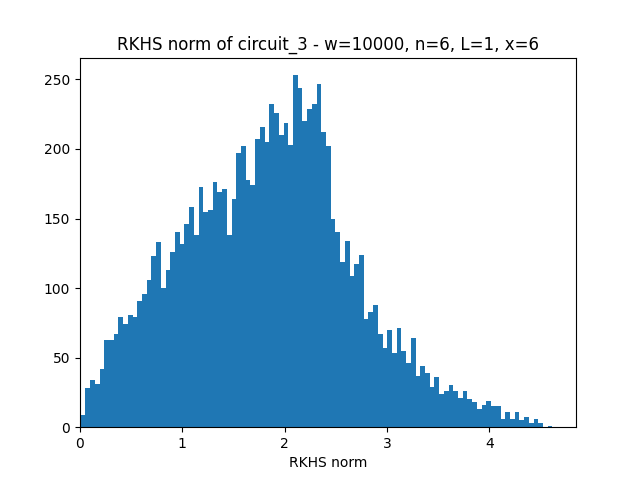 RKHS norm of circuit_3 - w=10000, n=6, L=1, x=6
250
200
150
100
50
0
0 1 2 3 4
RKHS norm